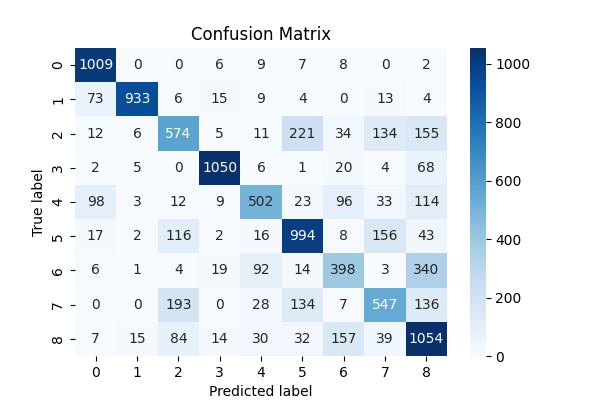 Confusion Matrix
0 1009 0 0 6 9 7 8 0 2
1 73 933 6 15 9 4 0 13 4
2 12 6 574 5 11 221 34 134 155
3 2 5 0 1050 6 1 20 4 68
4 98 3 12 9 502 23 96 33 114
5 17 2 116 2 16 994 8 156 43
6 6 1 4 19 92 14 398 3 340
7 0 0 193 0 28 134 7 547 136
8 7 15 84 14 30 32 157 39 1054
0 1 2 3 4 5 6 7 8
True label
Predicted label
1000
800
600
400
200
0